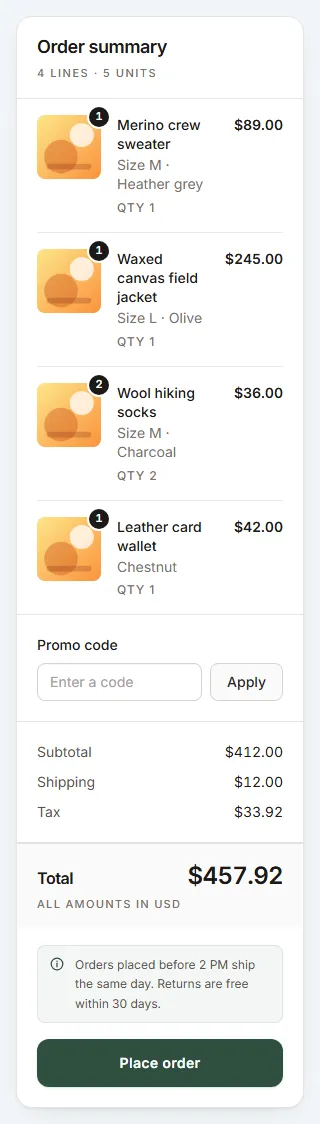 Order summary
4 LINES · 5 UNITS
1
Merino crew sweater $89.00
Size M · Heather grey
QTY 1
1
Waxed canvas field jacket $245.00
Size L · Olive
QTY 1
2
Wool hiking socks $36.00
Size M · Charcoal
QTY 2
1
Leather card wallet $42.00
Chestnut
QTY 1
Promo code
Enter a code Apply
Subtotal $412.00
Shipping $12.00
Tax $33.92
Total $457.92
ALL AMOUNTS IN USD
Orders placed before 2 PM ship
the same day. Returns are free
within 30 days.
Place order